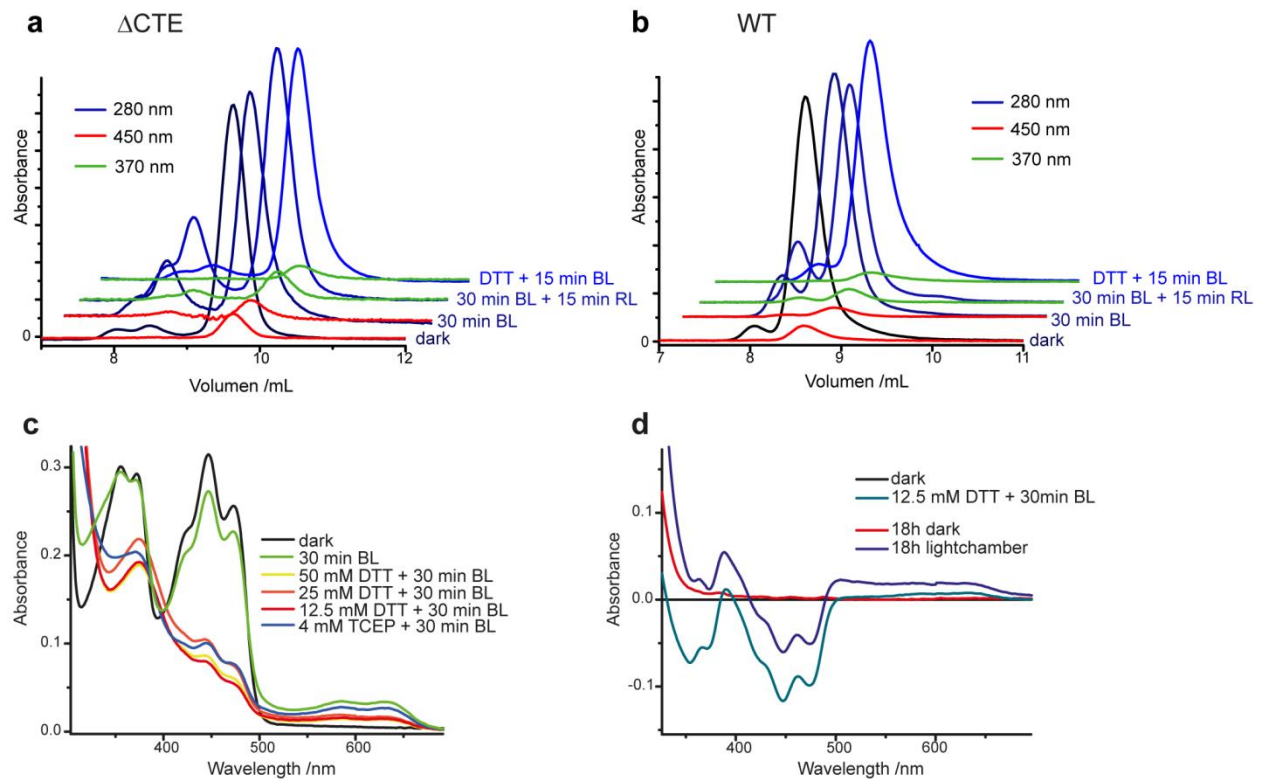 a ΔCTE
280 nm
450 nm
370 nm
Absorbance
0
DTT + 15 min BL
30 min BL + 15 min RL
30 min BL
dark
8 10 12
Volumen /mL
b WT
280 nm
450 nm
370 nm
Absorbance
0
DTT + 15 min BL
30 min BL + 15 min RL
30 min BL
dark
7 8 9 10 11
Volumen /mL
c
0.3
0.2
0.1
0.0
Absorbance
dark
30 min BL
50 mM DTT + 30 min BL
25 mM DTT + 30 min BL
12.5 mM DTT + 30 min BL
4 mM TCEP + 30 min BL
400 500 600
Wavelength /nm
d
0.1
0.0
-0.1
Absorbance
dark
12.5 mM DTT + 30min BL
18h dark
18h lightchamber
400 500 600
Wavelength /nm